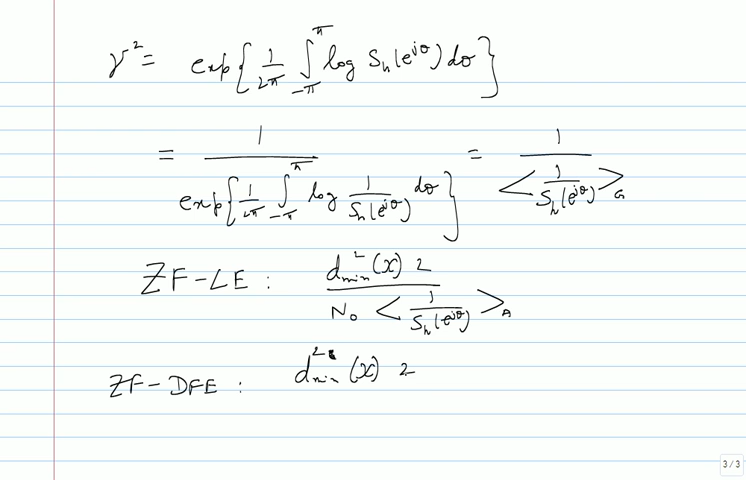 γ² = exp{ 1/2π ∫_{-π}^{π} log S_h(e^{jθ}) dθ }
= 1 / exp{ 1/2π ∫_{-π}^{π} log 1/S_h(e^{jθ}) dθ } = 1 / < 1/S_h(e^{jθ}) >_G
ZF-LE : d²_min(X) 2 / N₀ < 1/S_h(e^{jθ}) >_A
ZF-DFE : d²_min(X) 2
3 / 3